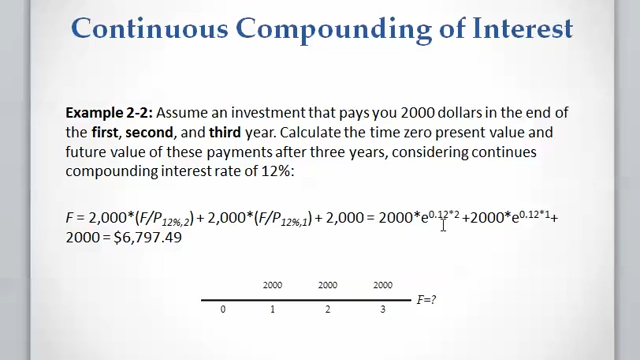 Continuous Compounding of Interest
Example 2-2: Assume an investment that pays you 2000 dollars in the end of
the first, second, and third year. Calculate the time zero present value and
future value of these payments after three years, considering continues
compounding interest rate of 12%:
F = 2,000*(F/P12%,2) + 2,000*(F/P12%,1) + 2,000 = 2000*e0.12*2 +2000*e0.12*1+
2000 = $6,797.49
2000 2000 2000
F=?
0 1 2 3